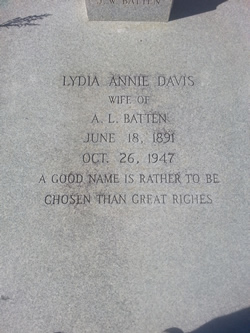 J.W. BATTEN
LYDIA ANNIE DAVIS
WIFE OF
A. L. BATTEN
JUNE 18, 1891
OCT. 26, 1947
A GOOD NAME IS RATHER TO BE
CHOSEN THAN GREAT RICHES